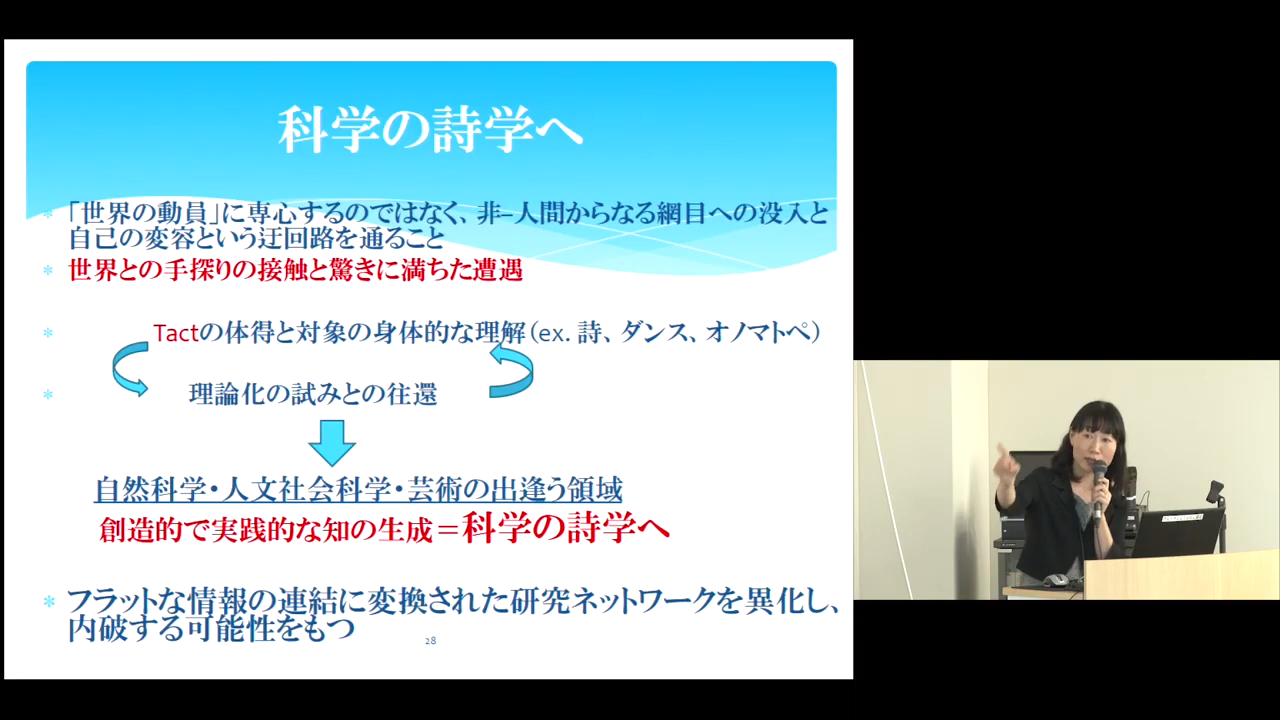 科学の詩学へ
* 「世界の動員」に専心するのではなく、非–人間からなる網目への没入と
自己の変容という迂回路を通ること
* 世界との手探りの接触と驚きに満ちた遭遇
* Tactの体得と対象の身体的な理解（ex. 詩、ダンス、オノマトペ）
* 理論化の試みとの往還
自然科学・人文社会科学・芸術の出逢う領域
創造的で実践的な知の生成＝科学の詩学へ
* フラットな情報の連結に変換された研究ネットワークを異化し、
内破する可能性をもつ
28